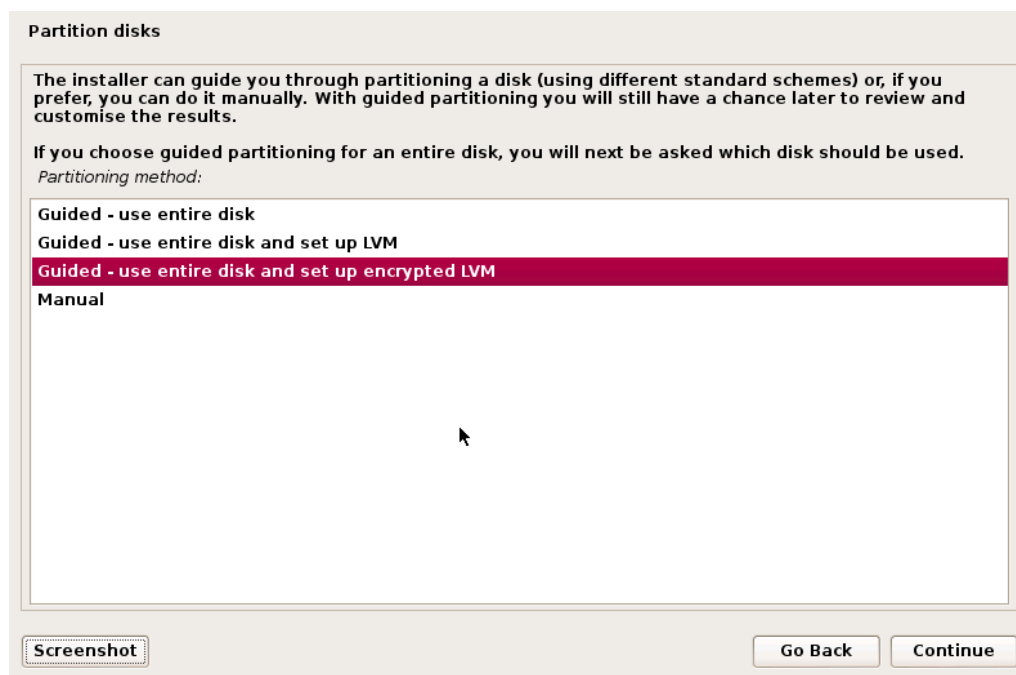 Partition disks
The installer can guide you through partitioning a disk (using different standard schemes) or, if you
prefer, you can do it manually. With guided partitioning you will still have a chance later to review and
customise the results.
If you choose guided partitioning for an entire disk, you will next be asked which disk should be used.
Partitioning method:
Guided - use entire disk
Guided - use entire disk and set up LVM
Guided - use entire disk and set up encrypted LVM
Manual
Screenshot
Go Back
Continue